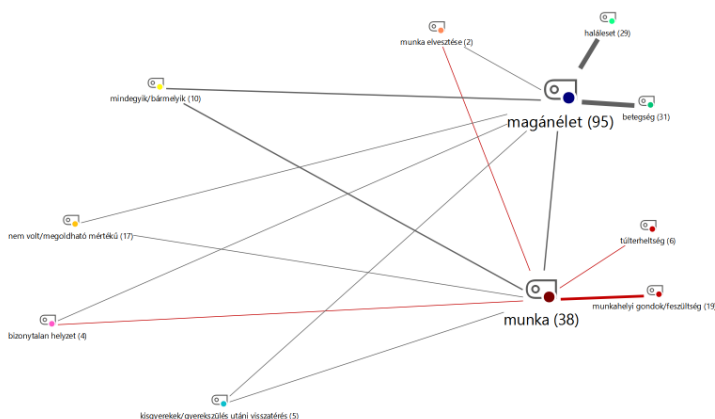 haláleset (29)
munka elvesztése (2)
mindegyik/bármelyik (10)
betegség (31)
magánélet (95)
nem volt/megoldható mértékű (17)
túlterheltség (6)
munkahelyi gondok/feszültség (19)
munka (38)
bizonytalan helyzet (4)
kisgyerekek/gyerekszülés utáni visszatérés (5)